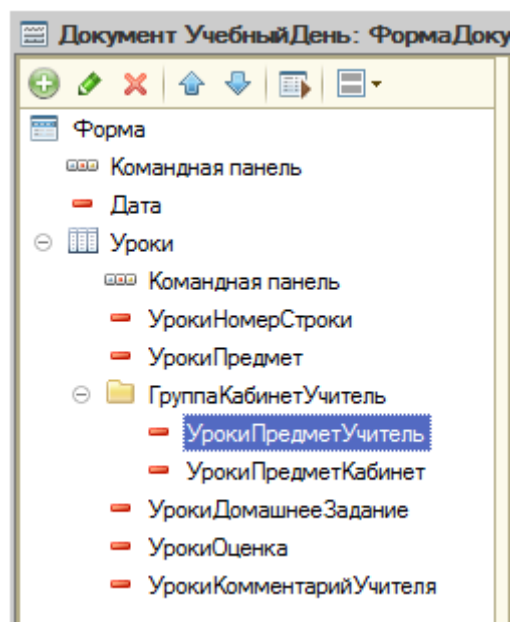 Документ УчебныйДень: ФормаДоку
Форма
Командная панель
Дата
Уроки
Командная панель
УрокиНомерСтроки
УрокиПредмет
ГруппаКабинетУчитель
УрокиПредметУчитель
УрокиПредметКабинет
УрокиДомашнееЗадание
УрокиОценка
УрокиКомментарийУчителя